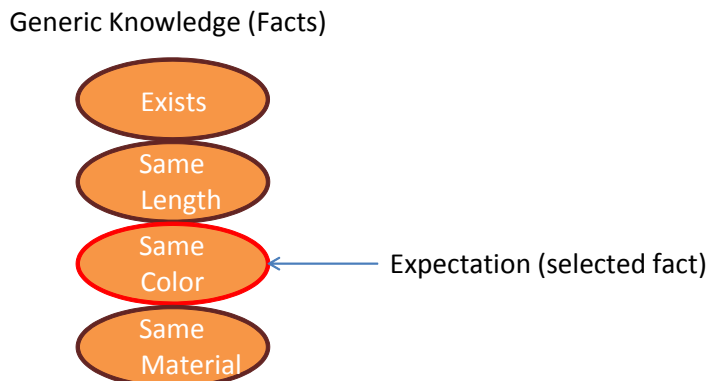 Generic Knowledge (Facts)
Exists
Same
Length
Same
Color
Expectation (selected fact)
Same
Material